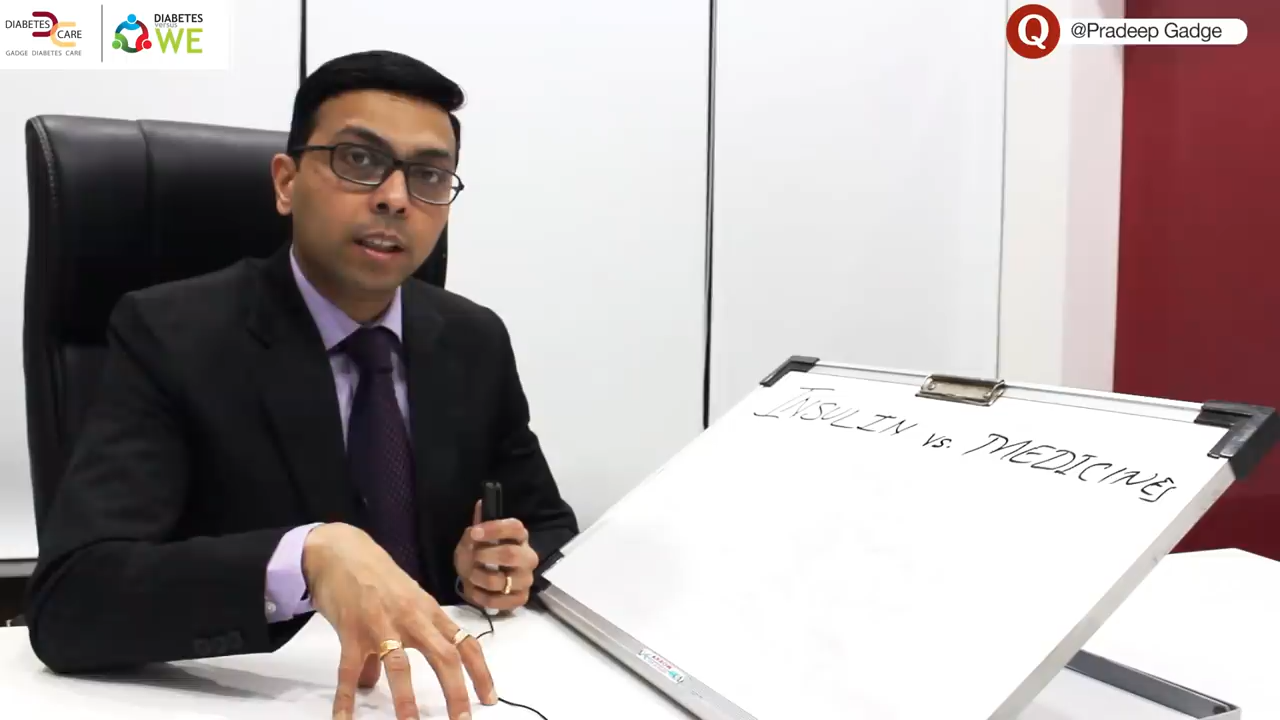 DIABETES
CARE
GADGE DIABETES CARE
DIABETES
versus
WE
Q @Pradeep Gadge
INSULIN vs. MEDICINES